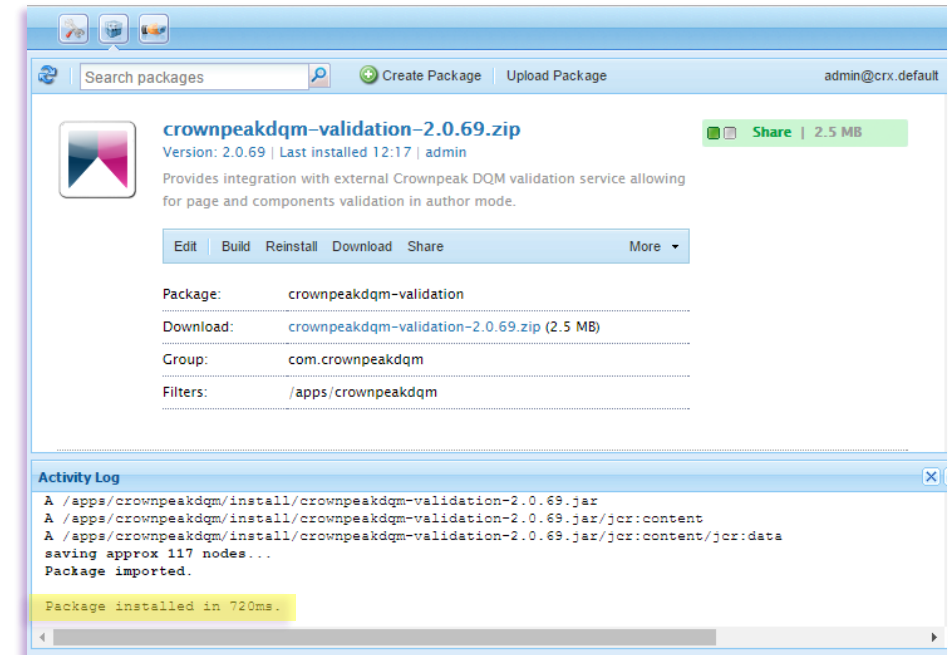 Search packages
Create Package
Upload Package
admin@crx.default
crownpeakdqm-validation-2.0.69.zip
Share | 2.5 MB
Version: 2.0.69 | Last installed 12:17 | admin
Provides integration with external Crownpeak DQM validation service allowing
for page and components validation in author mode.
Edit Build Reinstall Download Share More
Package: crownpeakdqm-validation
Download: crownpeakdqm-validation-2.0.69.zip (2.5 MB)
Group: com.crownpeakdqm
Filters: /apps/crownpeakdqm
Activity Log
A /apps/crownpeakdqm/install/crownpeakdqm-validation-2.0.69.jar
A /apps/crownpeakdqm/install/crownpeakdqm-validation-2.0.69.jar/jcr:content
A /apps/crownpeakdqm/install/crownpeakdqm-validation-2.0.69.jar/jcr:content/jcr:data
saving approx 117 nodes...
Package imported.
Package installed in 720ms.